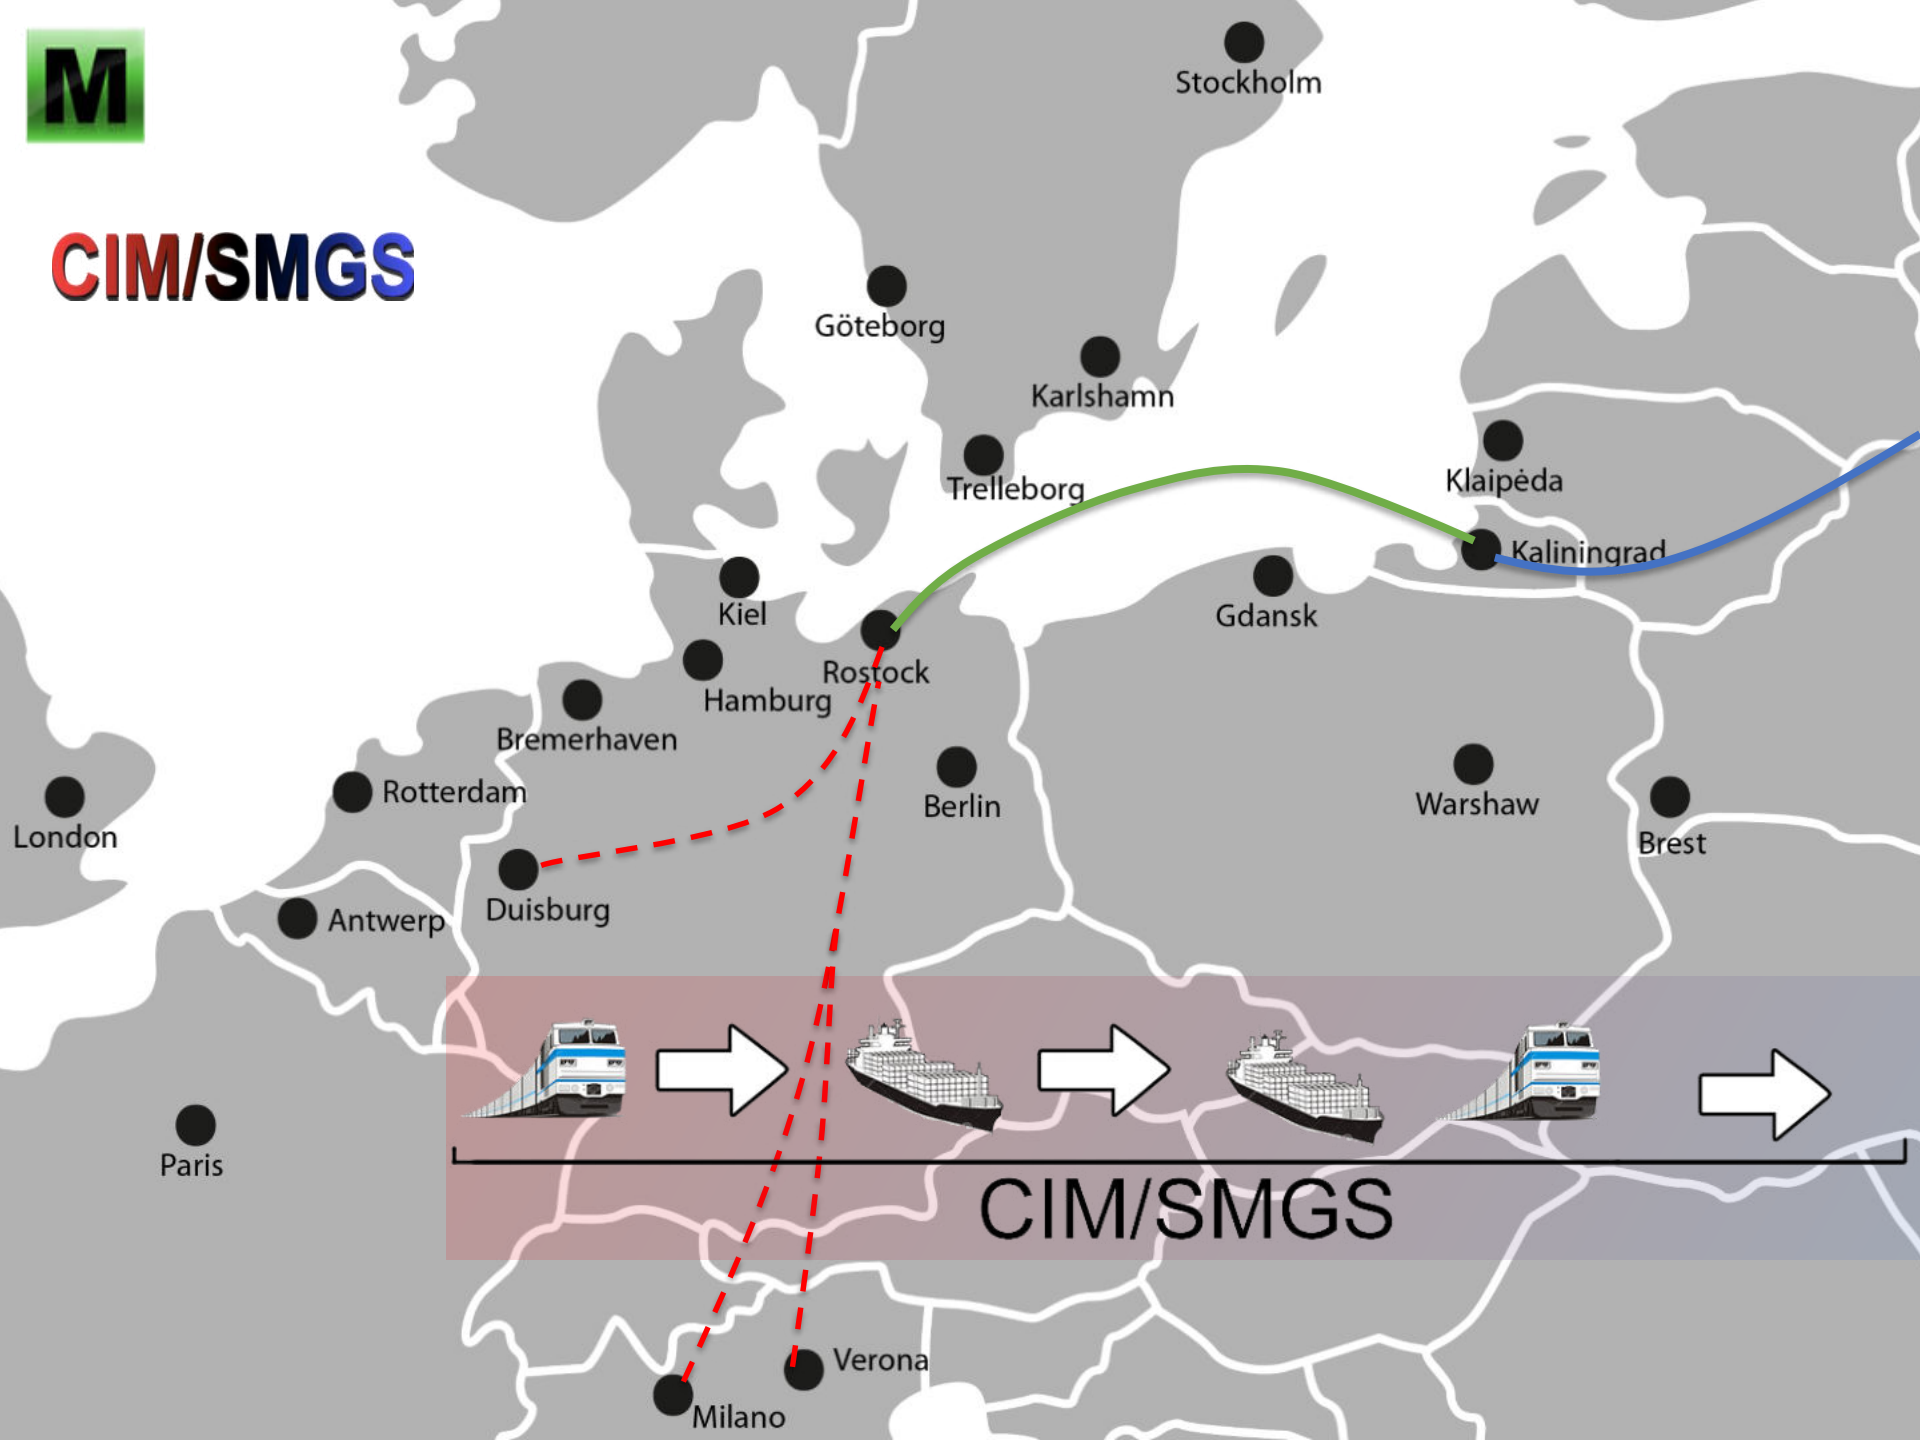 M
Stockholm
CIM/SMGS
Göteborg
Karlshamn
Klaipėda
Trelleborg
Kaliningrad
Kiel
Gdansk
Rostock
Hamburg
Bremerhaven
Rotterdam
Berlin
Warshaw
London
Brest
Duisburg
Antwerp
Paris
CIM/SMGS
Verona
Milano